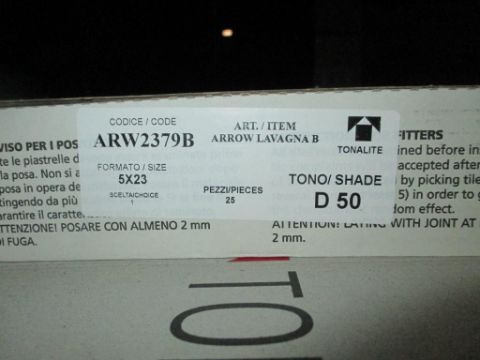 CODICE / CODE
ARW2379B
ART. / ITEM
ARROW LAVAGNA B
TONALITE
FORMATO / SIZE
5X23
SCELTA/CHOICE
1
PEZZI/PIECES
25
TONO/ SHADE
D 50
VISO PER I POS
te le piastrelle d
la posa. Non si a
posa in opera de
tingendo da più
garantire il caratte
TTENZIONE! POSARE CON ALMENO 2 mm
DI FUGA.
FITTERS
ined before in
accepted after
by picking tile
5) in order to g
dom effect.
ATTENTION! LAYING WITH JOINT AT
2 mm.
TO